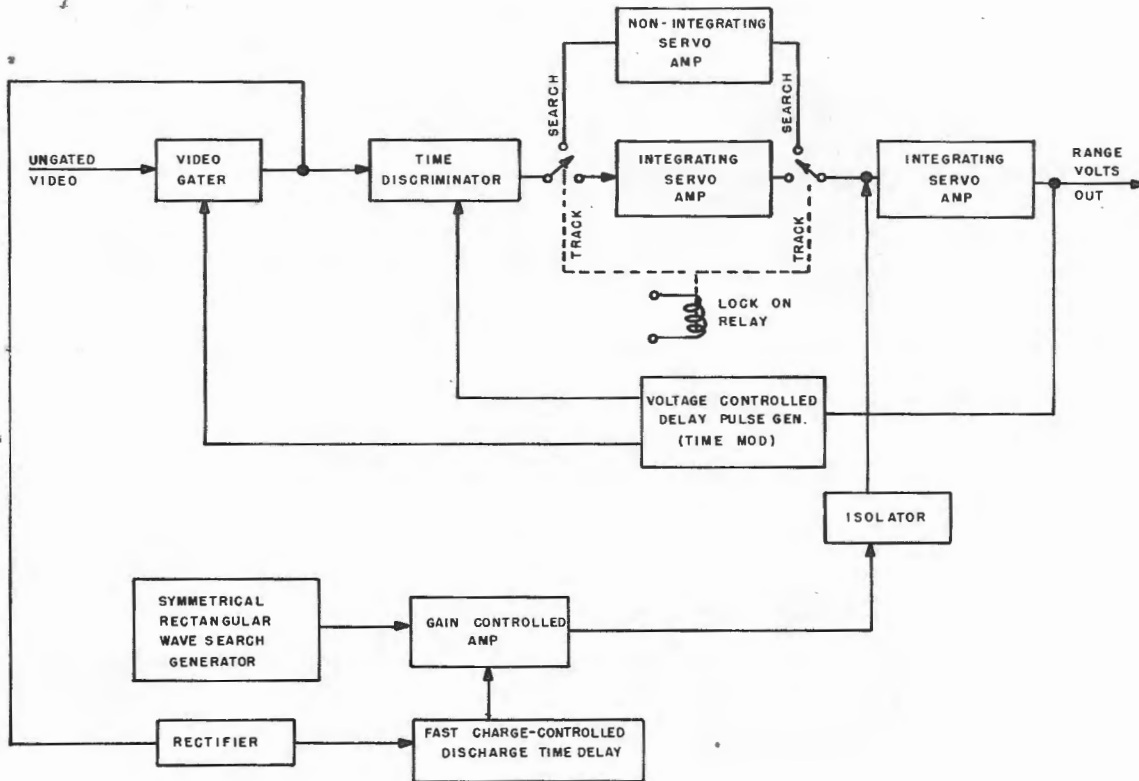 NON-INTEGRATING
SERVO
AMP
SEARCH
SEARCH
UNGATED
VIDEO
VIDEO
GATER
TIME
DISCRIMINATOR
INTEGRATING
SERVO
AMP
INTEGRATING
SERVO
AMP
RANGE
VOLTS
OUT
TRACK
TRACK
LOCK ON
RELAY
VOLTAGE CONTROLLED
DELAY PULSE GEN.
(TIME MOD)
ISOLATOR
SYMMETRICAL
RECTANGULAR
WAVE SEARCH
GENERATOR
GAIN CONTROLLED
AMP
RECTIFIER
FAST CHARGE-CONTROLLED
DISCHARGE TIME DELAY